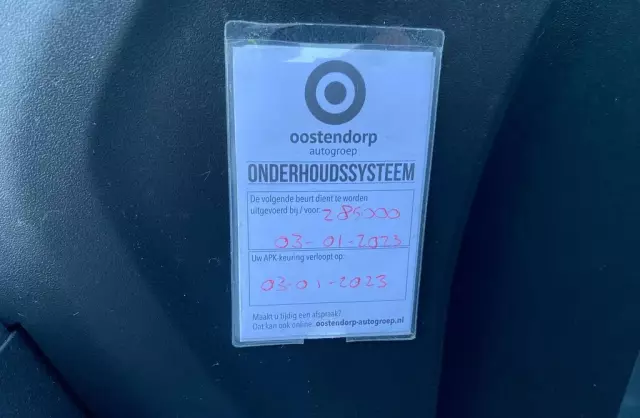 oostendorp
autogroep
ONDERHOUDSSYSTEEM
De volgende beurt dient te worden
uitgevoerd bij / voor: 285000
03-01-2023
Uw APK keuring verloopt op:
03-01-2023
Maakt u tijdig een afspraak?
Dat kan ook online: oostendorp-autogroep.nl